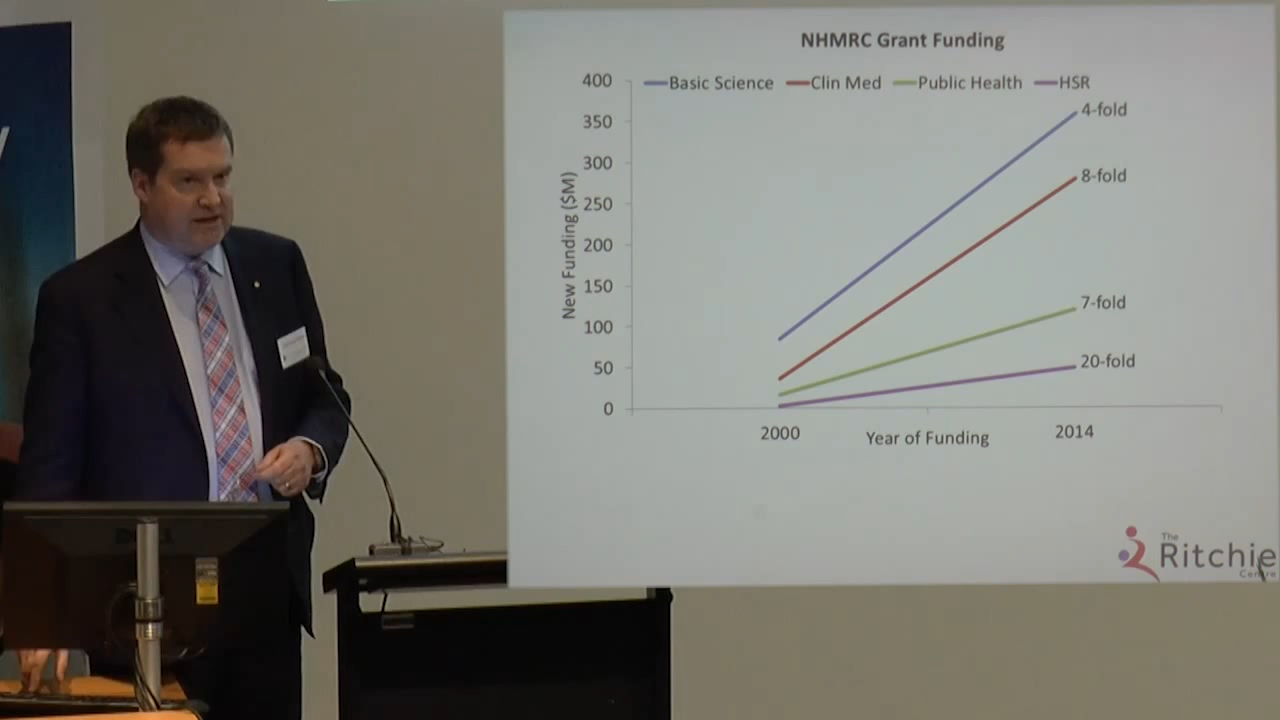 NHMRC Grant Funding
400
Basic Science
Clin Med
Public Health
HSR
4-fold
350
300
8-fold
250
200
150
7-fold
100
50
20-fold
0
New Funding ($M)
2000
Year of Funding
2014
The
Ritchie